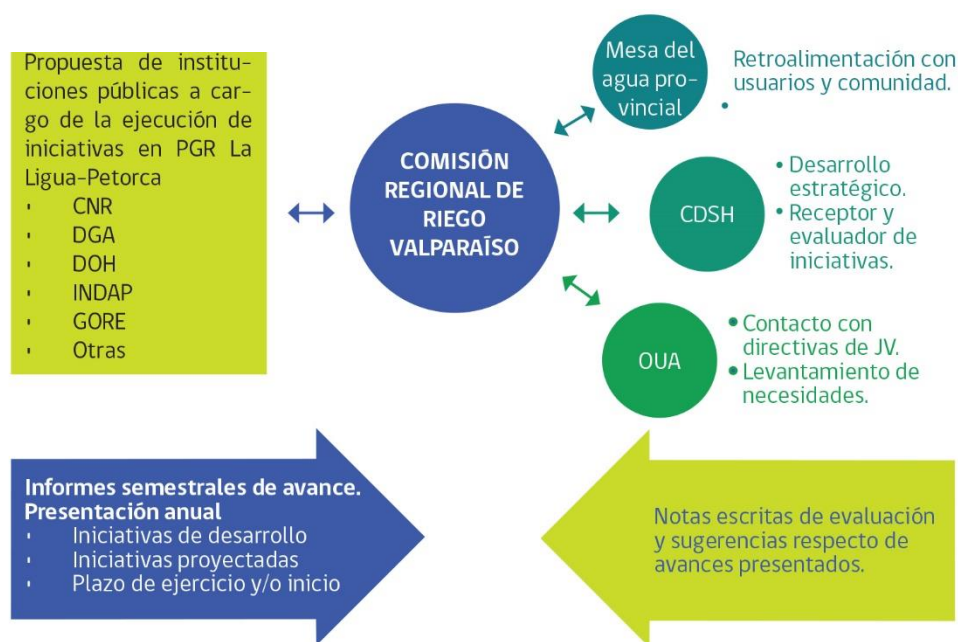 Propuesta de institu-
ciones públicas a car-
go de la ejecución de
iniciativas en PGR La
Ligua-Petorca
· CNR
· DGA
· DOH
· INDAP
· GORE
· Otras
COMISIÓN
REGIONAL DE
RIEGO
VALPARAÍSO
Mesa del
agua pro-
vincial
Retroalimentación con
usuarios y comunidad.
•
CDSH
• Desarrollo
estratégico.
• Receptor y
evaluador de
iniciativas.
OUA
• Contacto con
directivas de JV.
• Levantamiento de
necesidades.
Informes semestrales de avance.
Presentación anual
· Iniciativas de desarrollo
· Iniciativas proyectadas
· Plazo de ejercicio y/o inicio
Notas escritas de evaluación
y sugerencias respecto de
avances presentados.